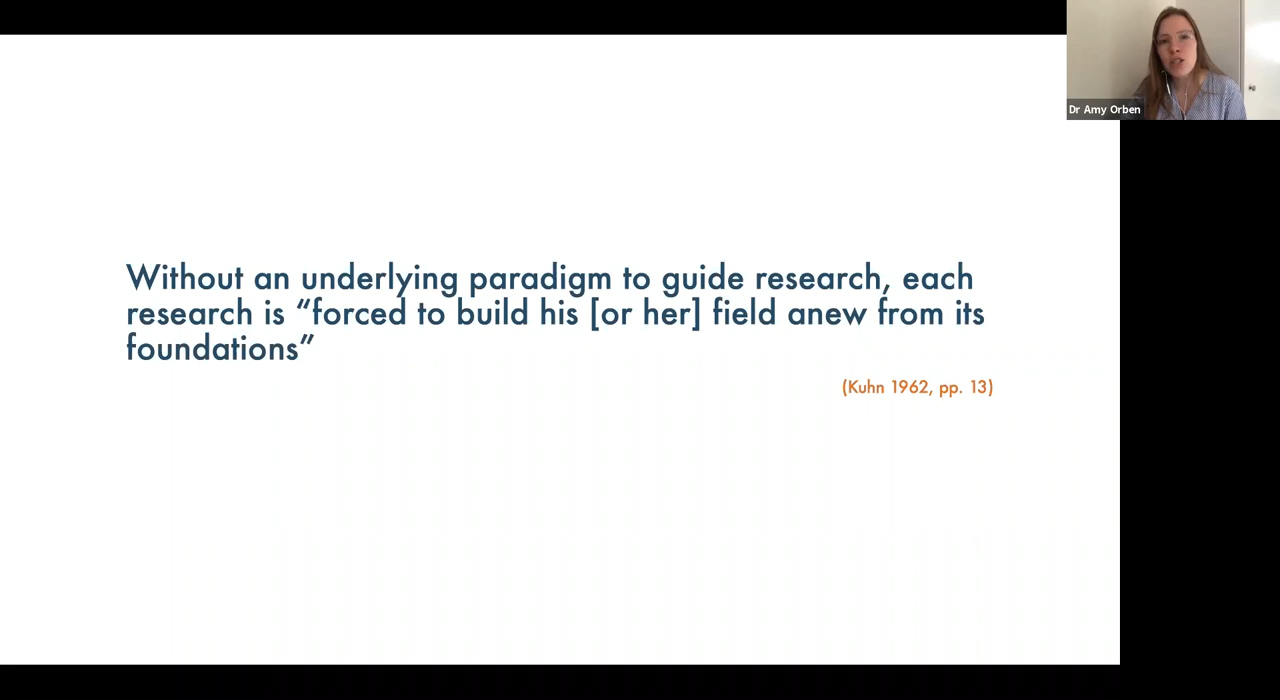 Dr Amy Orben
Without an underlying paradigm to guide research, each
research is “forced to build his [or her] field anew from its
foundations”
(Kuhn 1962, pp. 13)